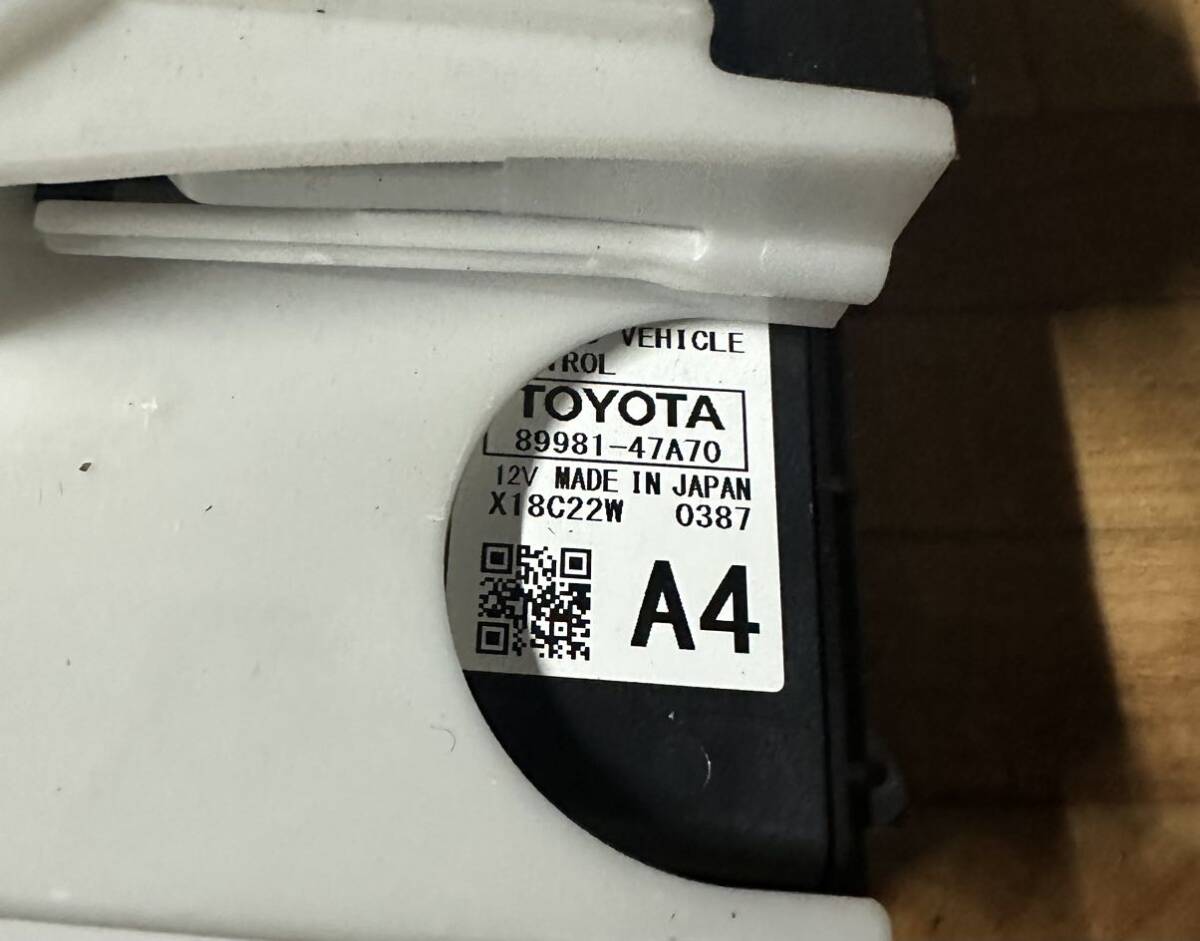 VEHICLE
TROL
TOYOTA
89981-47A70
12V MADE IN JAPAN
X18C22W 0387
A4